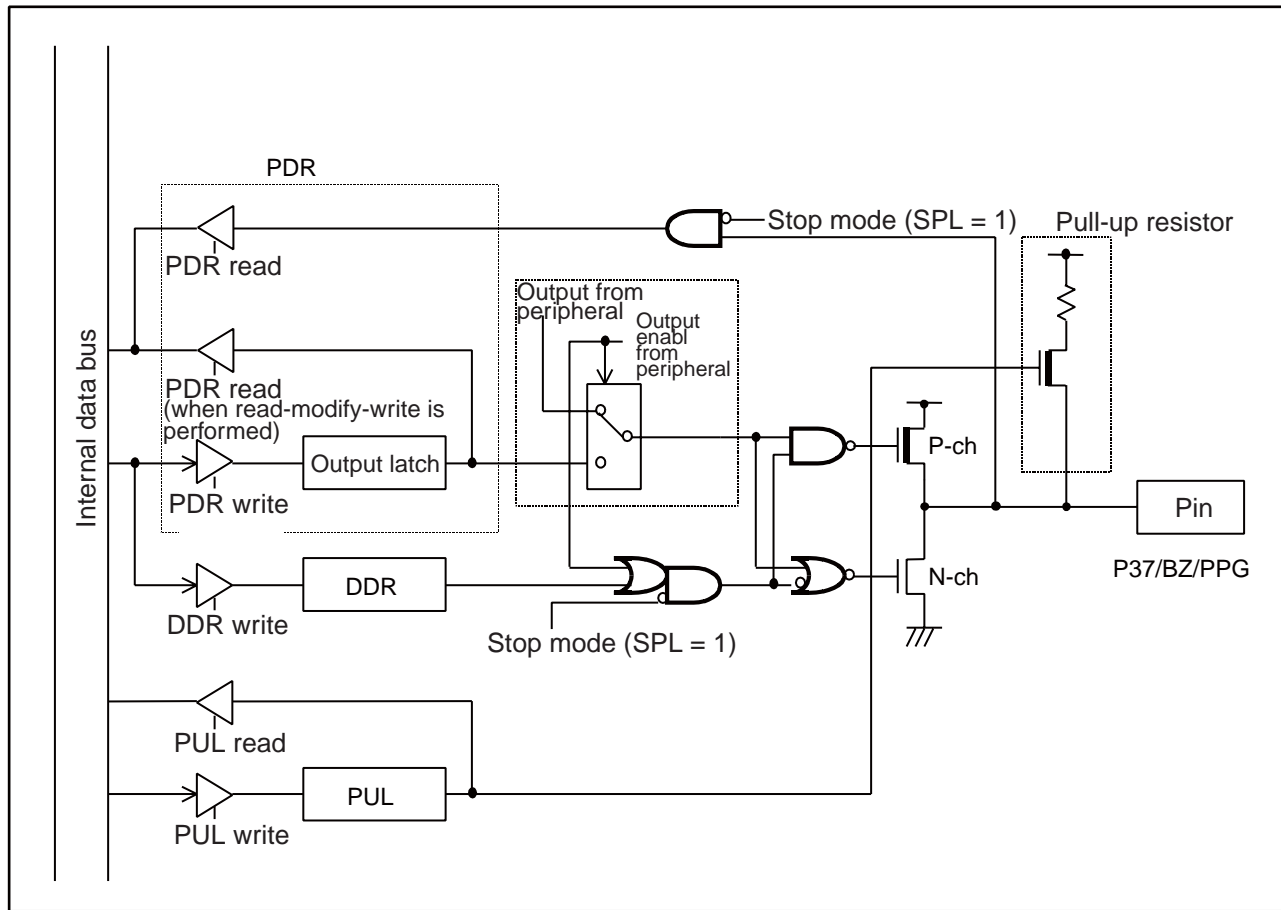 PDR
Stop mode (SPL = 1)
Pull-up resistor
PDR read
Output from
peripheral
Output
enabl
from
peripheral
Internal data bus
PDR read
(when read-modify-write is
performed)
Output latch
PDR write
P-ch
Pin
P37/BZ/PPG
DDR
N-ch
DDR write
Stop mode (SPL = 1)
PUL read
PUL
PUL write